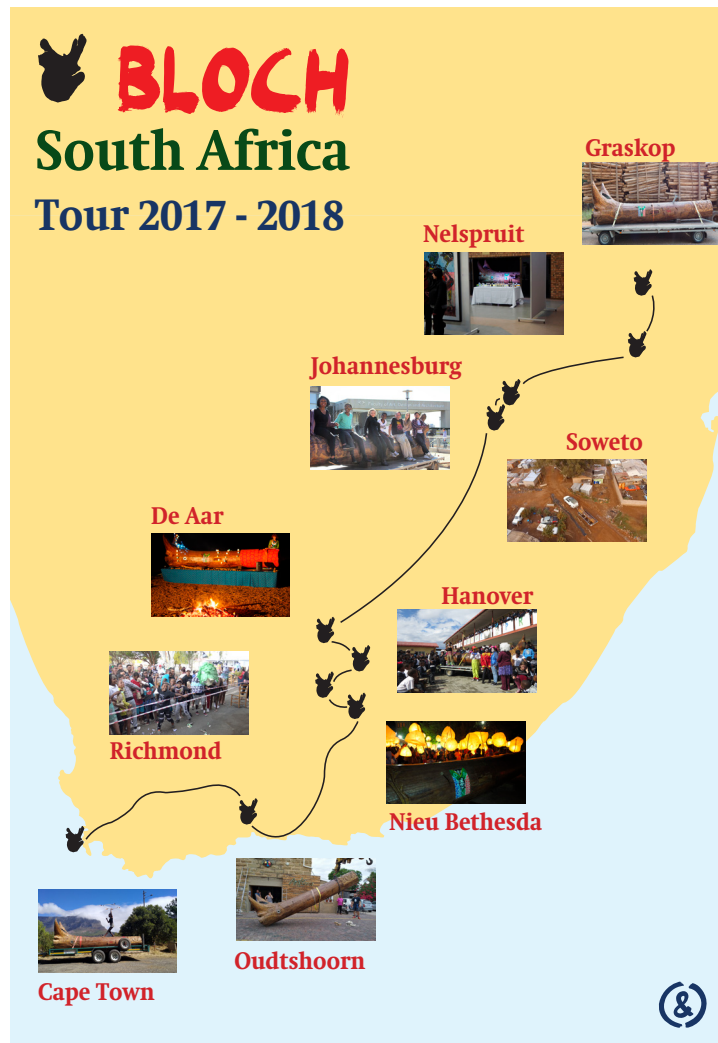 BLOCH
South Africa
Tour 2017 - 2018
Graskop
Nelspruit
Johannesburg
Soweto
De Aar
Hanover
Richmond
Nieu Bethesda
Oudtshoorn
Cape Town
&